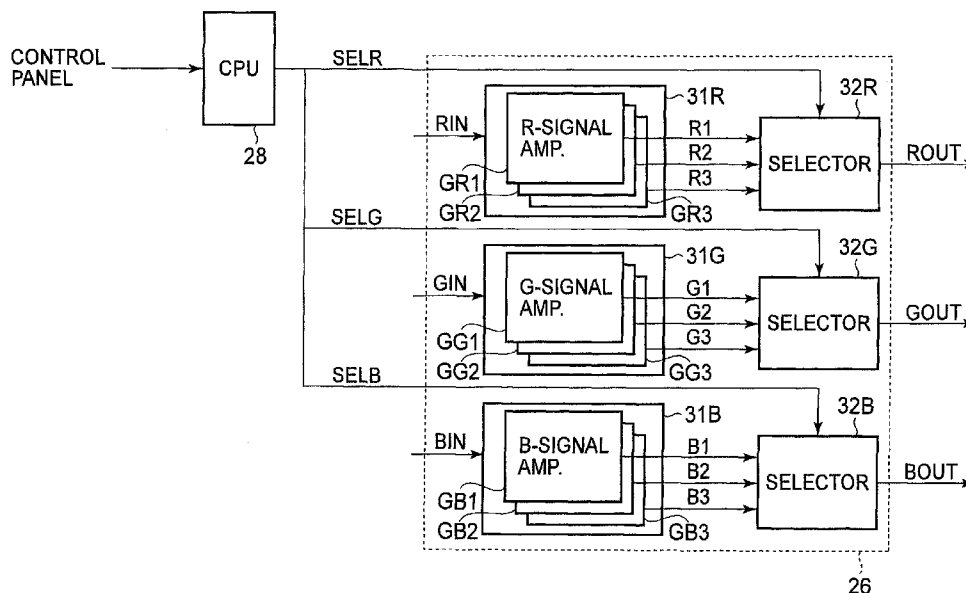 CONTROL
PANEL
CPU
28
SELR
31R
32R
RIN
R-SIGNAL
AMP.
R1
R2
R3
SELECTOR
ROUT
GR1
GR2
GR3
SELG
31G
32G
GIN
G-SIGNAL
AMP.
G1
G2
G3
SELECTOR
GOUT
GG1
GG2
GG3
SELB
31B
32B
BIN
B-SIGNAL
AMP.
B1
B2
B3
SELECTOR
BOUT
GB1
GB2
GB3
26